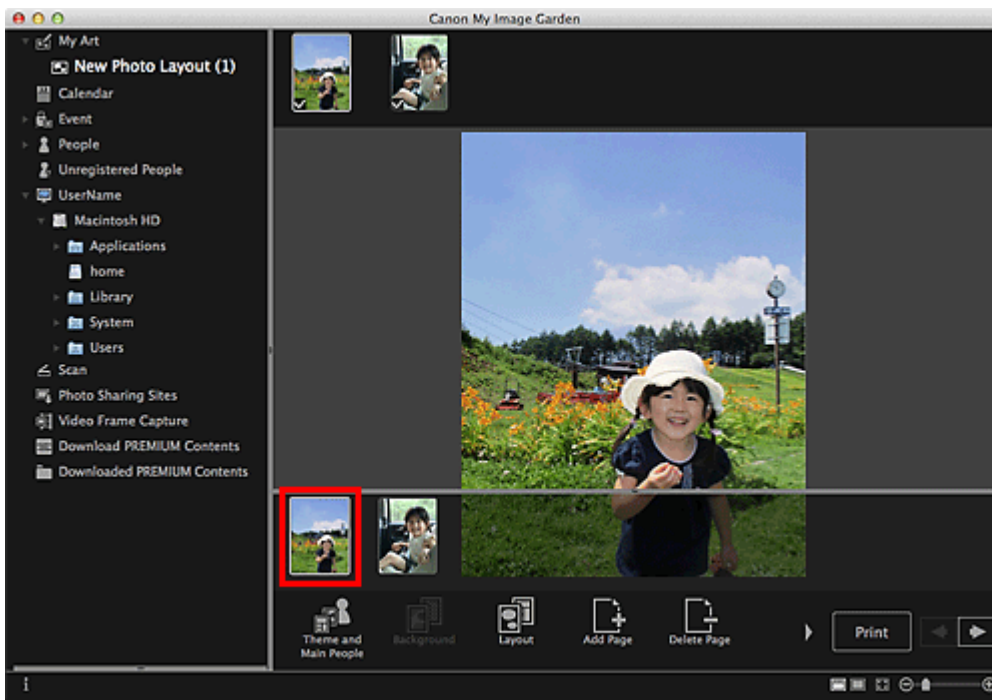 Canon My Image Garden
My Art
New Photo Layout (1)
Calendar
Event
People
Unregistered People
UserName
Macintosh HD
Applications
home
Library
System
Users
Scan
Photo Sharing Sites
Video Frame Capture
Download PREMIUM Contents
Downloaded PREMIUM Contents
Theme and
Main People
Background
Layout
Add Page
Delete Page
Print